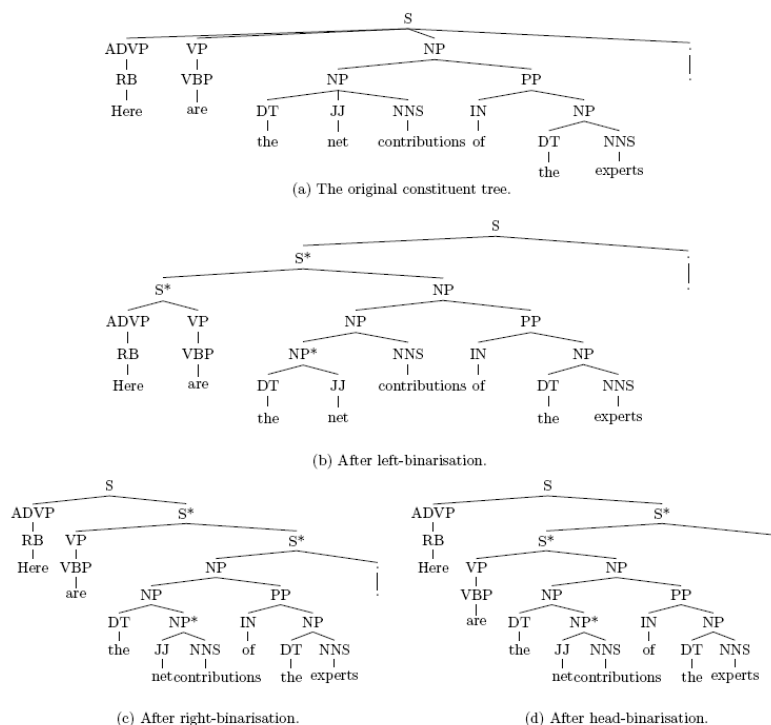 S
ADVP VP NP .
RB VBP NP PP
Here are DT JJ NNS IN NP
the net contributions of DT NNS
the experts
(a) The original constituent tree.
S
S* .
S* NP
ADVP VP NP PP
RB VBP NP* NNS IN NP
Here are DT JJ contributions of DT NNS
the net the experts
(b) After left-binarisation.
S
ADVP S*
RB VP S*
Here VBP NP .
are NP PP
DT NP* IN NP
the JJ NNS of DT NNS
net contributions the experts
(c) After right-binarisation.
S
ADVP S*
RB S*
Here VP NP
VBP NP PP
are DT NP* IN NP
the JJ NNS of DT NNS
net contributions the experts
(d) After head-binarisation.